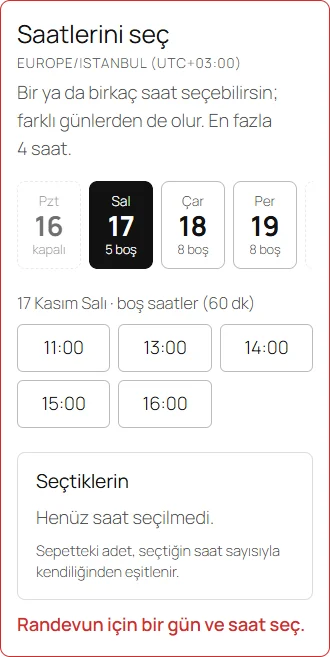 Saatlerini seç
EUROPE/ISTANBUL (UTC+03:00)
Bir ya da birkaç saat seçebilirsin;
farklı günlerden de olur. En fazla
4 saat.
Pzt
16
kapalı
Sal
17
5 boş
Çar
18
8 boş
Per
19
8 boş
17 Kasım Salı · boş saatler (60 dk)
11:00 13:00 14:00
15:00 16:00
Seçtiklerin
Henüz saat seçilmedi.
Sepetteki adet, seçtiğin saat sayısıyla
kendiliğinden eşitlenir.
Randevun için bir gün ve saat seç.